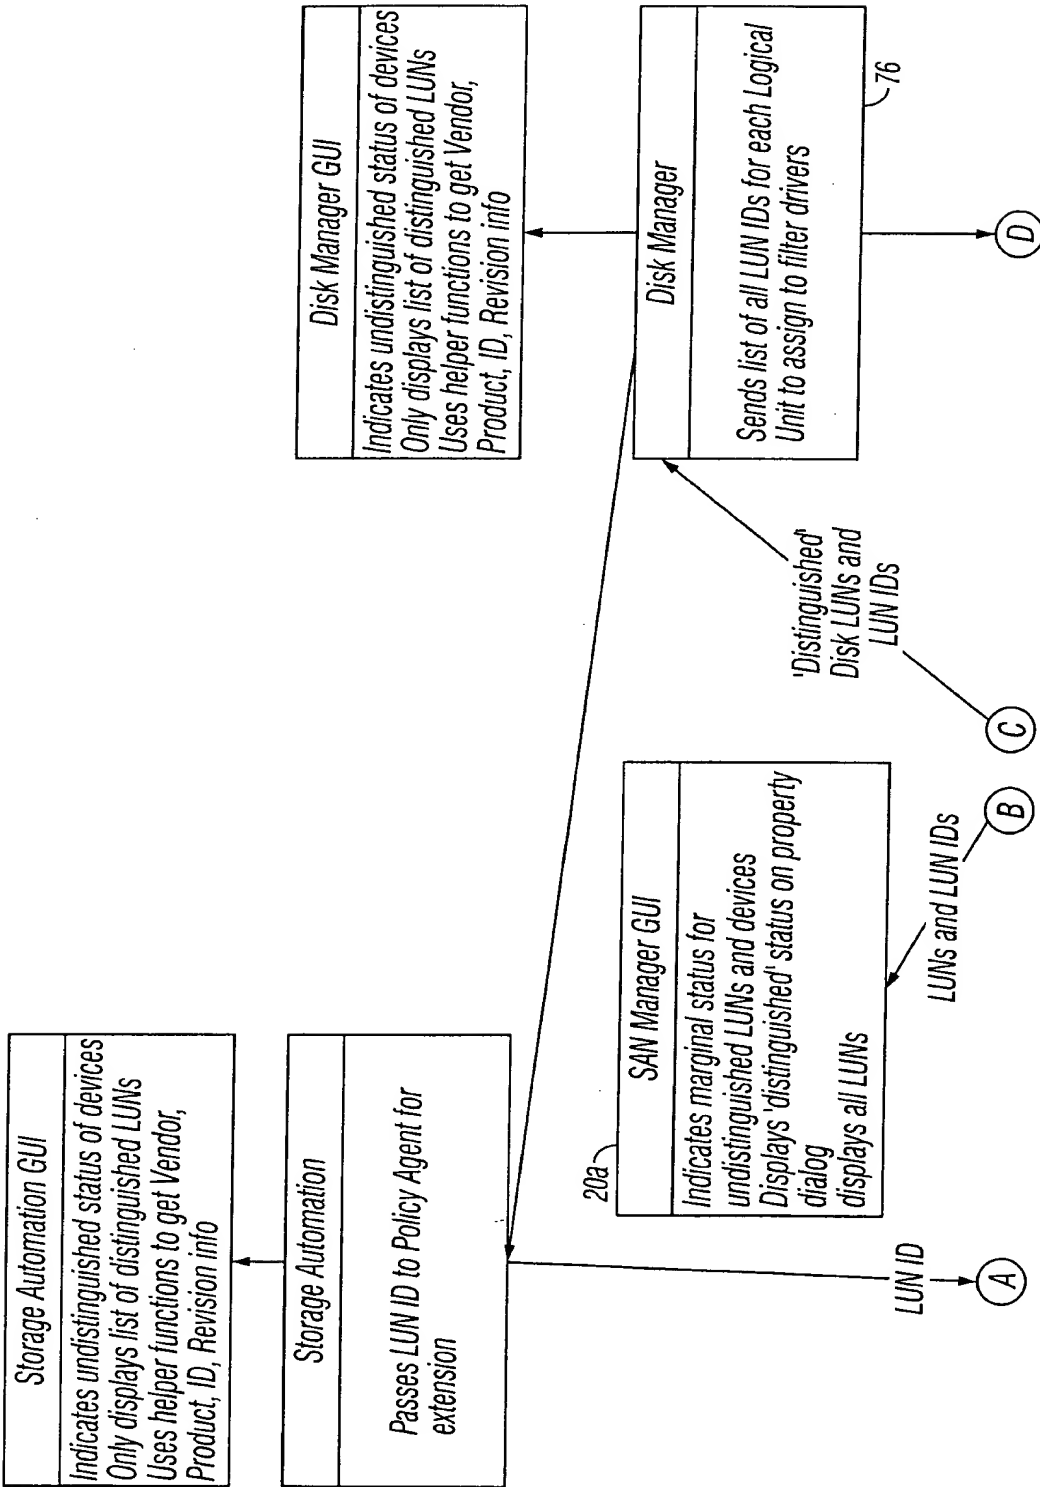 Storage Automation GUI
Indicates undistinguished status of devices
Only displays list of distinguished LUNs
Uses helper functions to get Vendor,
Product, ID, Revision info
Disk Manager GUI
Indicates undistinguished status of devices
Only displays list of distinguished LUNs
Uses helper functions to get Vendor,
Product, ID, Revision info
Storage Automation
Passes LUN ID to Policy Agent for
extension
20a
SAN Manager GUI
Indicates marginal status for
undistinguished LUNs and devices
Displays 'distinguished' status on property
dialog
displays all LUNs
'Distinguished'
Disk LUNs and
LUN IDs
Disk Manager
Sends list of all LUN IDs for each Logical
Unit to assign to filter drivers
76
LUN ID
LUNs and LUN IDs
A
B
C
D